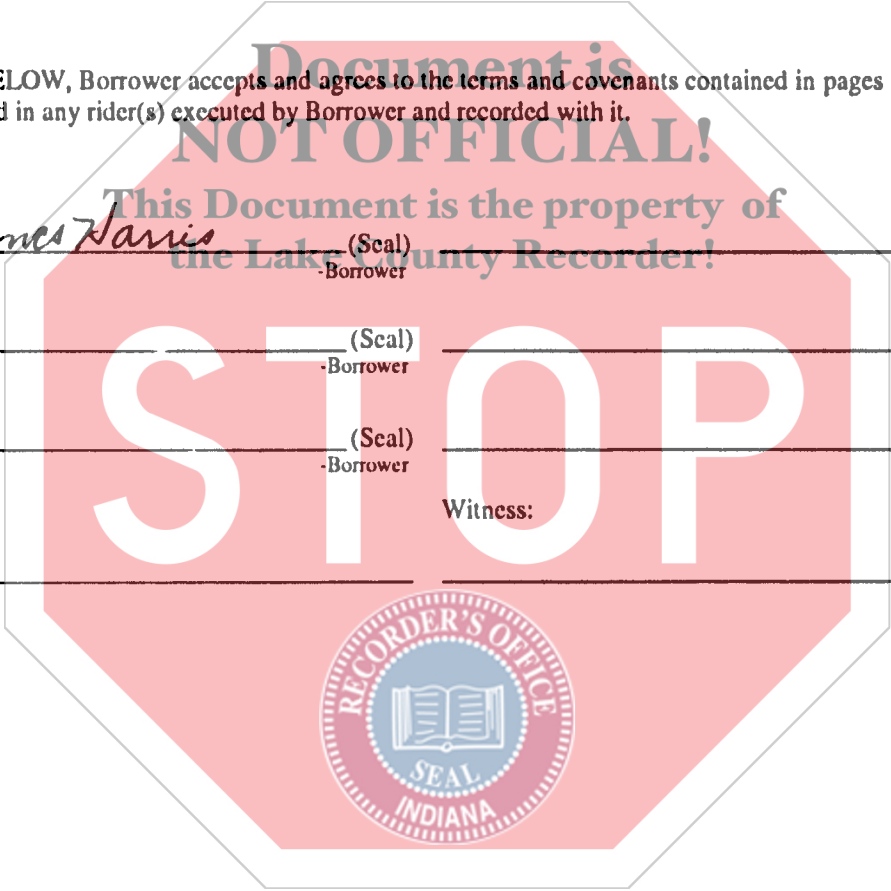 Document is
ELOW, Borrower accepts and agrees to the terms and covenants contained in pages
d in any rider(s) executed by Borrower and recorded with it.
NOT OFFICIAL!
This Document is the property of
nes Harris (Seal)
-Borrower
the Lake County Recorder!
(Seal)
-Borrower
STOP
(Seal)
-Borrower
Witness:
RECORDER'S OFFICE
SEAL
INDIANA